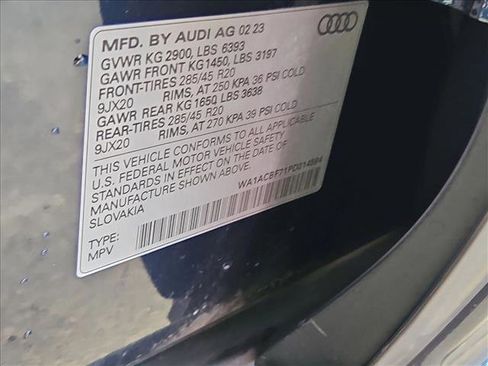 MFD. BY AUDI AG 02 23
GVWR KG 2900, LBS 6393
GAWR FRONT KG1450, LBS 3197
FRONT-TIRES 285/45 R20
9JX20 RIMS, AT 250 KPA 36 PSI COLD
GAWR REAR KG 1650, LBS 3638
REAR-TIRES 285/45 R20
9JX20 RIMS, AT 270 KPA 39 PSI COLD
THIS VEHICLE CONFORMS TO ALL APPLICABLE
U.S. FEDERAL MOTOR VEHICLE SAFETY
STANDARDS IN EFFECT ON THE DATE OF
MANUFACTURE SHOWN ABOVE.
SLOVAKIA
WA1ACBF71PD014584
TYPE:
MPV